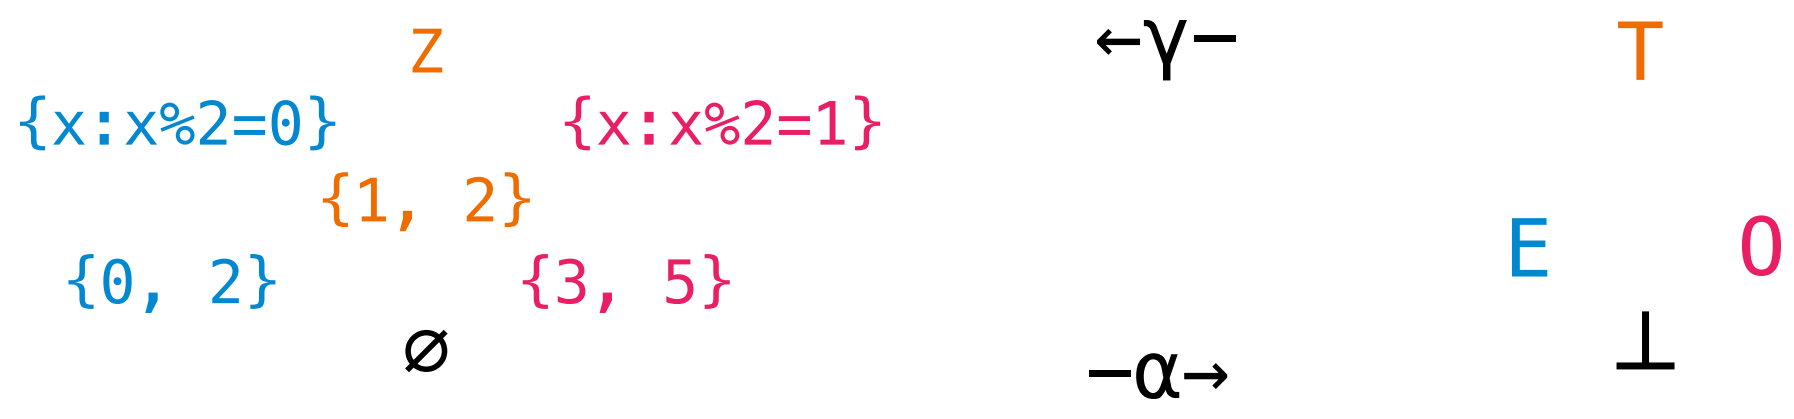 Z ←γ− T
{x:x%2=0} {x:x%2=1}
{1, 2}
E O
{0, 2} {3, 5}
∅ −α→ ⊥